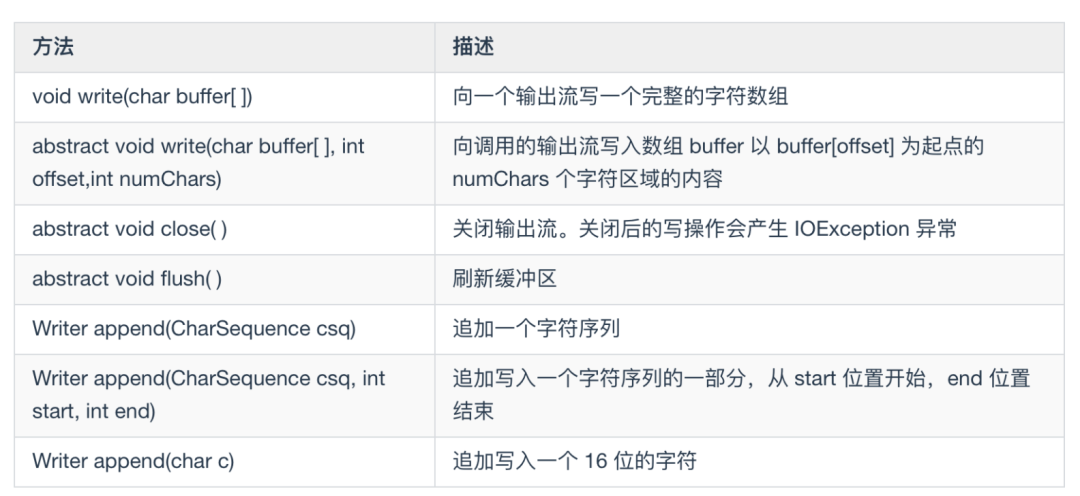 方法
描述
void write(char buffer[ ])
向一个输出流写一个完整的字符数组
abstract void write(char buffer[ ], int
offset,int numChars)
向调用的输出流写入数组 buffer 以 buffer[offset] 为起点的
numChars 个字符区域的内容
abstract void close( )
关闭输出流。关闭后的写操作会产生 IOException 异常
abstract void flush( )
刷新缓冲区
Writer append(CharSequence csq)
追加一个字符序列
Writer append(CharSequence csq, int
start, int end)
追加写入一个字符序列的一部分，从 start 位置开始，end 位置
结束
Writer append(char c)
追加写入一个 16 位的字符